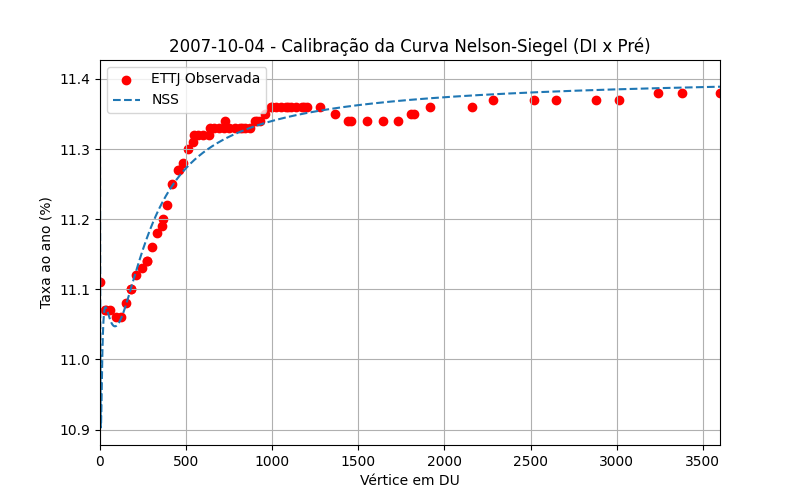 2007-10-04 - Calibração da Curva Nelson-Siegel (DI x Pré)
ETTJ Observada
NSS
Taxa ao ano (%)
11.4
11.3
11.2
11.1
11.0
10.9
0 500 1000 1500 2000 2500 3000 3500
Vértice em DU